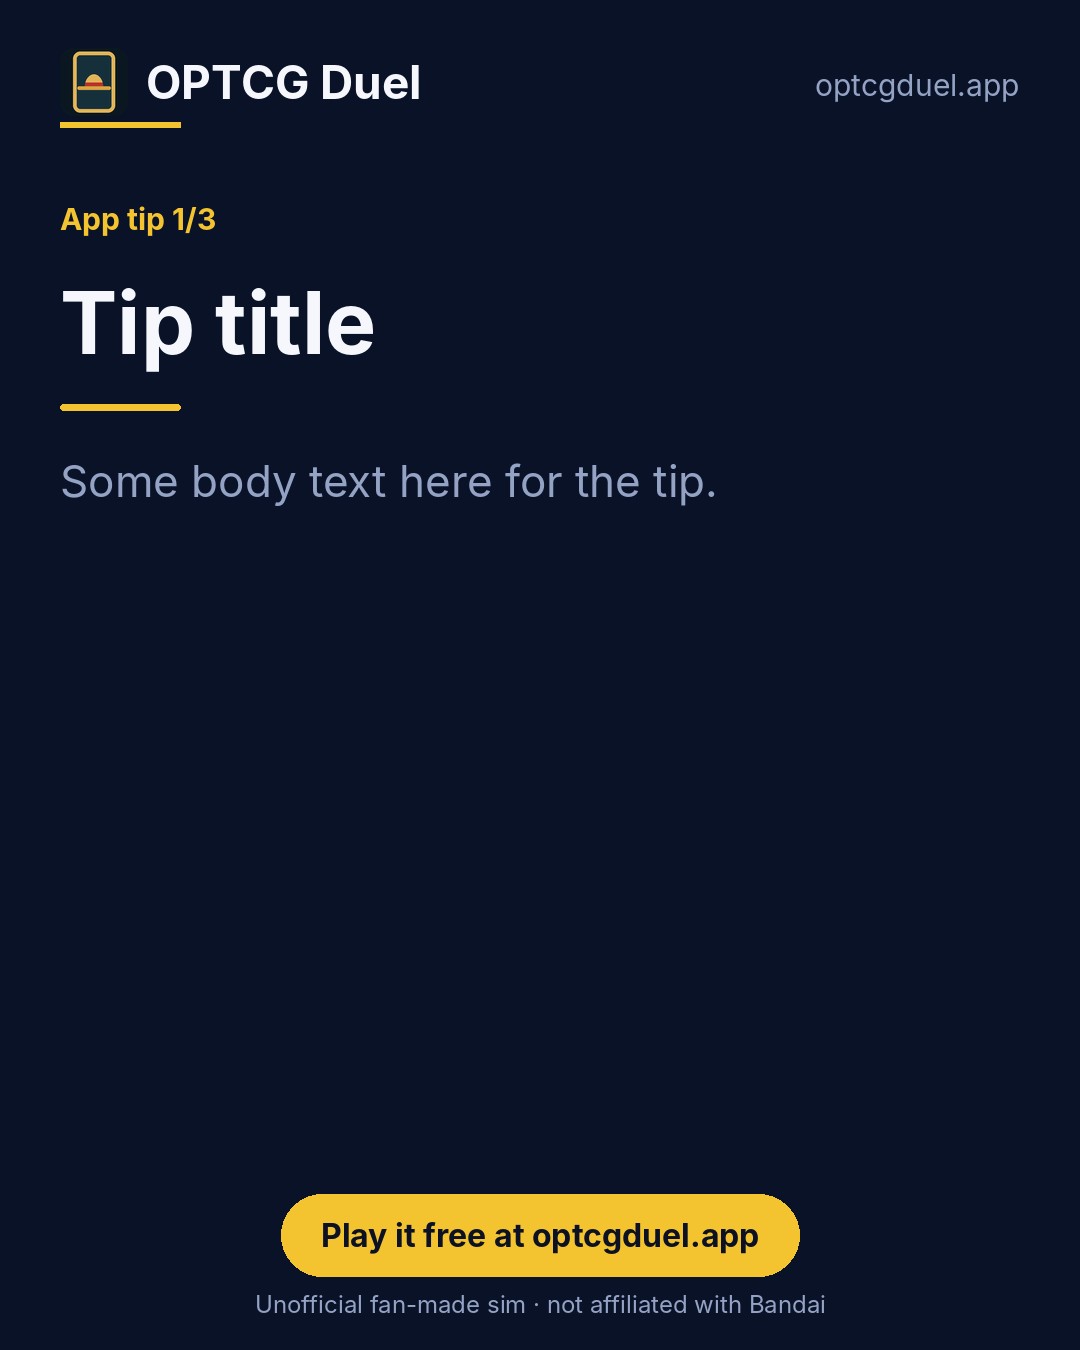 OPTCG Duel
optcgduel.app
App tip 1/3
Tip title
Some body text here for the tip.
Play it free at optcgduel.app
Unofficial fan-made sim · not affiliated with Bandai